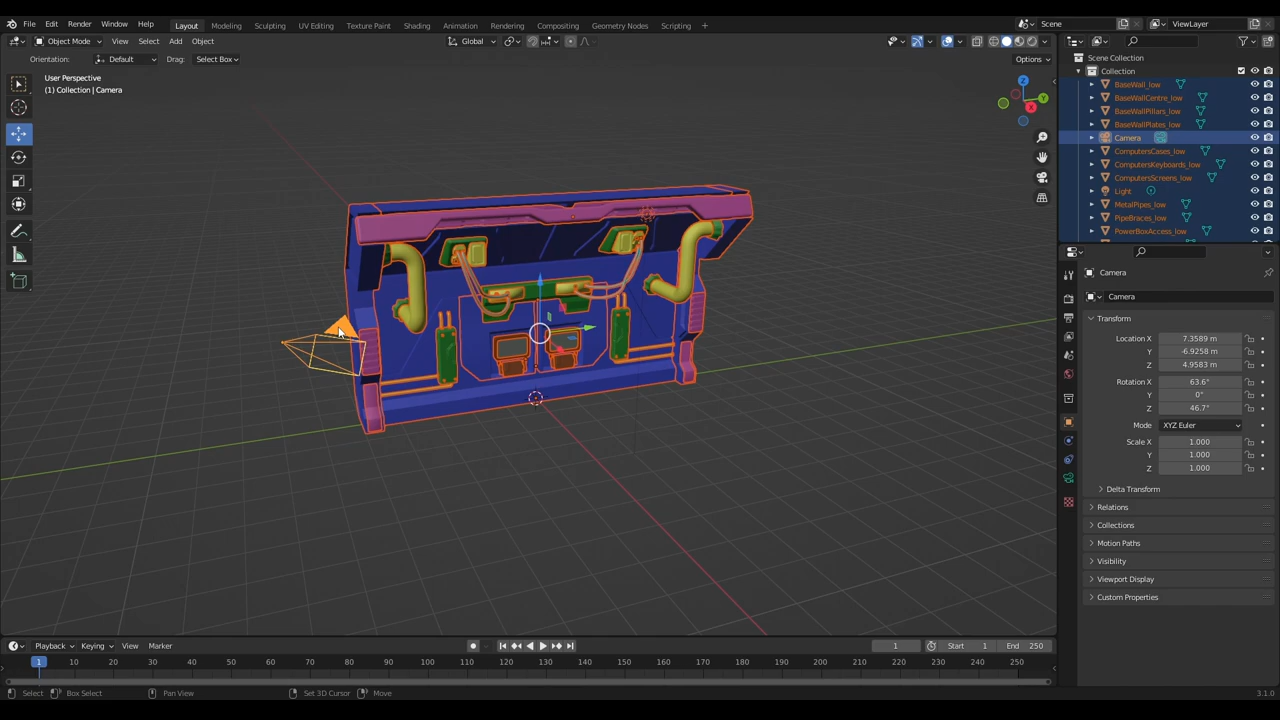 File Edit Render Window Help Layout Modeling Sculpting UV Editing Texture Paint Shading Animation Rendering Compositing Geometry Nodes Scripting + Scene ViewLayer
Object Mode View Select Add Object Global
Orientation: Default Drag: Select Box Options
User Perspective
(1) Collection | Camera
Z
Y
X
Scene Collection
Collection
BaseWall_low
BaseWallCentre_low
BaseWallPillars_low
BaseWallPlates_low
Camera
ComputersCases_low
ComputersKeyboards_low
ComputersScreens_low
Light
MetalPipes_low
PipeBraces_low
PowerBoxAccess_low
Camera
Camera
Transform
Location X 7.3589 m
Y -6.9258 m
Z 4.9583 m
Rotation X 63.6°
Y 0°
Z 46.7°
Mode XYZ Euler
Scale X 1.000
Y 1.000
Z 1.000
Delta Transform
Relations
Collections
Motion Paths
Visibility
Viewport Display
Custom Properties
Playback Keying View Marker 1 Start 1 End 250
1 10 20 30 40 50 60 70 80 90 100 110 120 130 140 150 160 170 180 190 200 210 220 230 240 250
Select Box Select Pan View Set 3D Cursor Move 3.1.0